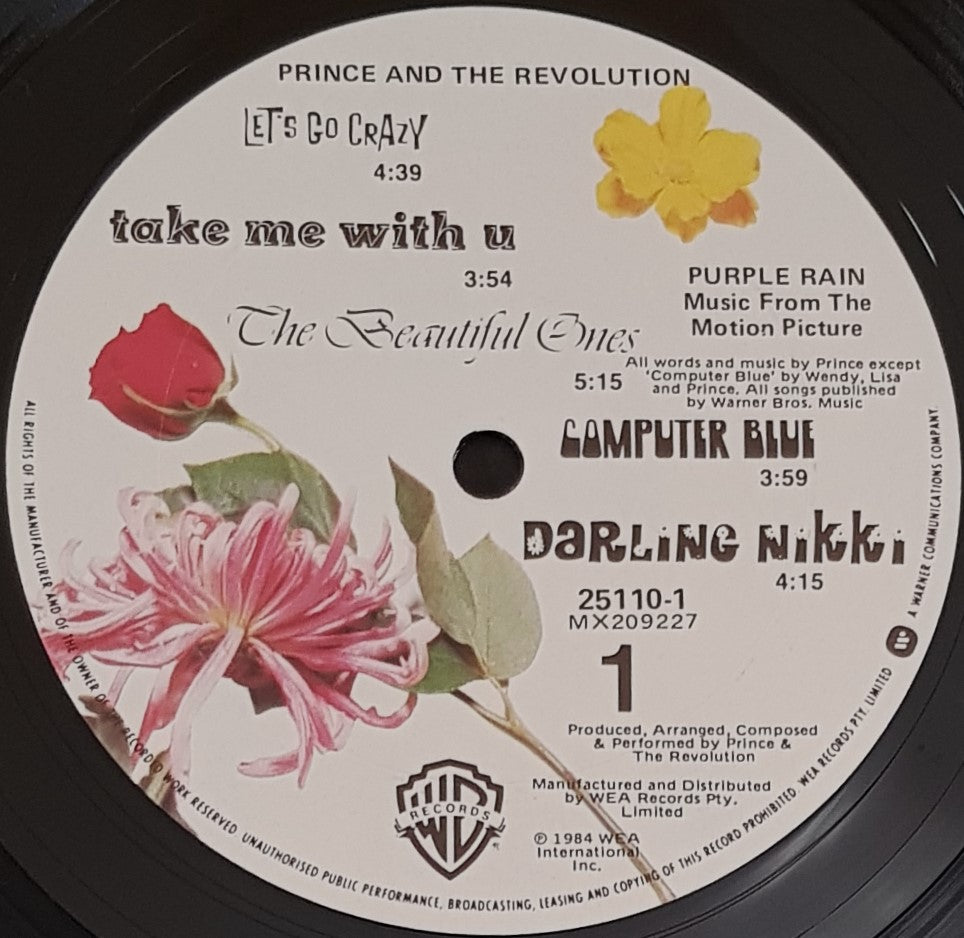 PRINCE AND THE REVOLUTION
LET'S GO CRAZY
4:39
take me with u
3:54
The Beautiful Ones
5:15
PURPLE RAIN
Music From The
Motion Picture
All words and music by Prince except
'Computer Blue' by Wendy, Lisa
and Prince. All songs published
by Warner Bros. Music
COMPUTER BLUE
3:59
DARLING NIKKI
4:15
25110-1
MX209227
1
Produced, Arranged, Composed
& Performed by Prince &
The Revolution
Manufactured and Distributed
by WEA Records Pty.
Limited
℗ 1984 WEA
International
Inc.
WB
RECORDS
ALL RIGHTS OF THE MANUFACTURER AND OF THE OWNER OF THE RECORDED WORK RESERVED. UNAUTHORISED PUBLIC PERFORMANCE, BROADCASTING, LEASING AND COPYING OF THIS RECORD PROHIBITED. WEA RECORDS PTY. LIMITED A WARNER COMMUNICATIONS COMPANY.